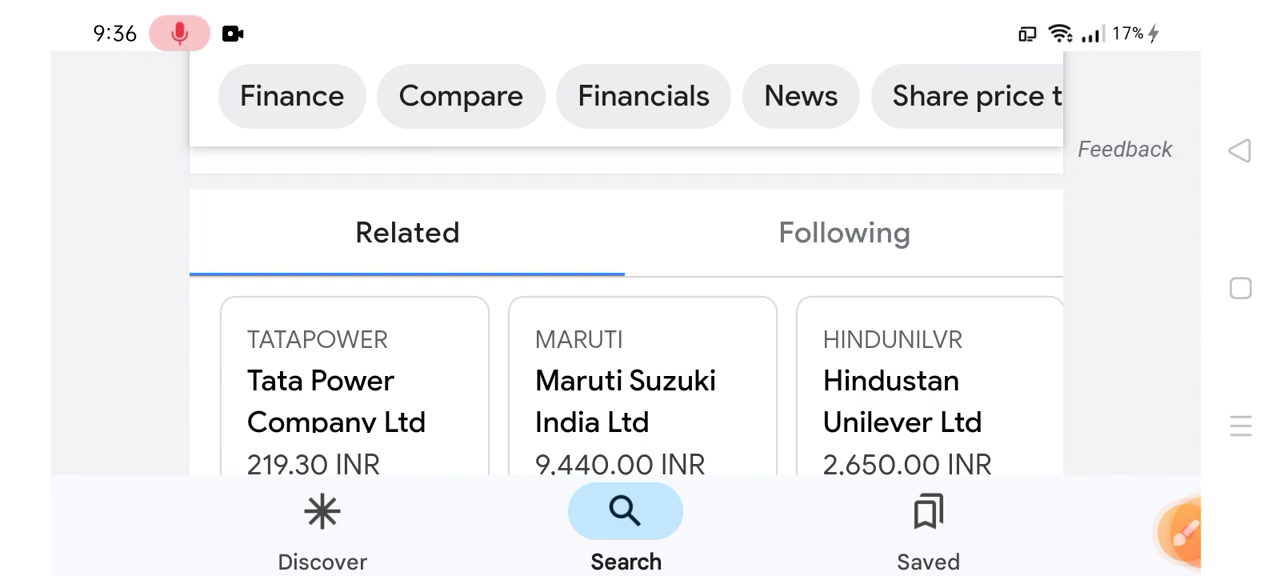 9:36
17%
Finance Compare Financials News Share price t
Feedback
Related Following
TATAPOWER MARUTI HINDUNILVR
Tata Power Maruti Suzuki Hindustan
Company Ltd India Ltd Unilever Ltd
219.30 INR 9,440.00 INR 2,650.00 INR
Discover Search Saved